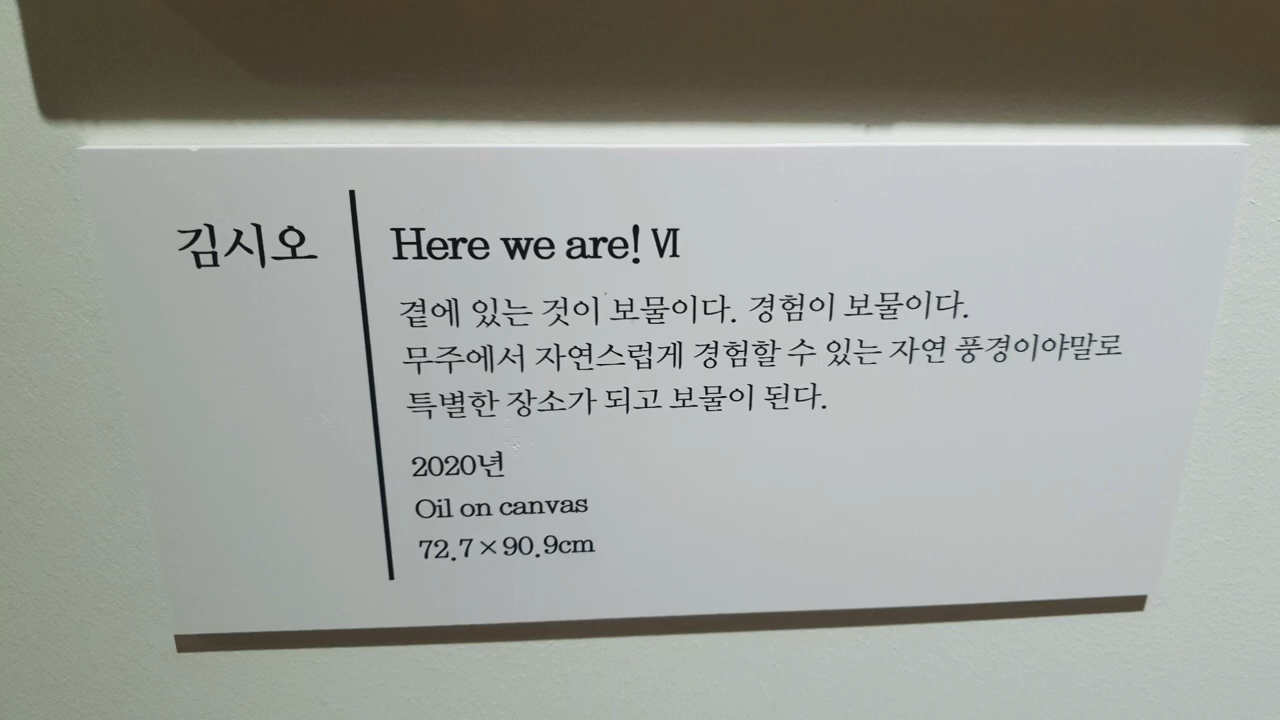 김시오
Here we are! Ⅵ
곁에 있는 것이 보물이다. 경험이 보물이다.
무주에서 자연스럽게 경험할 수 있는 자연 풍경이야말로
특별한 장소가 되고 보물이 된다.
2020년
Oil on canvas
72.7×90.9cm